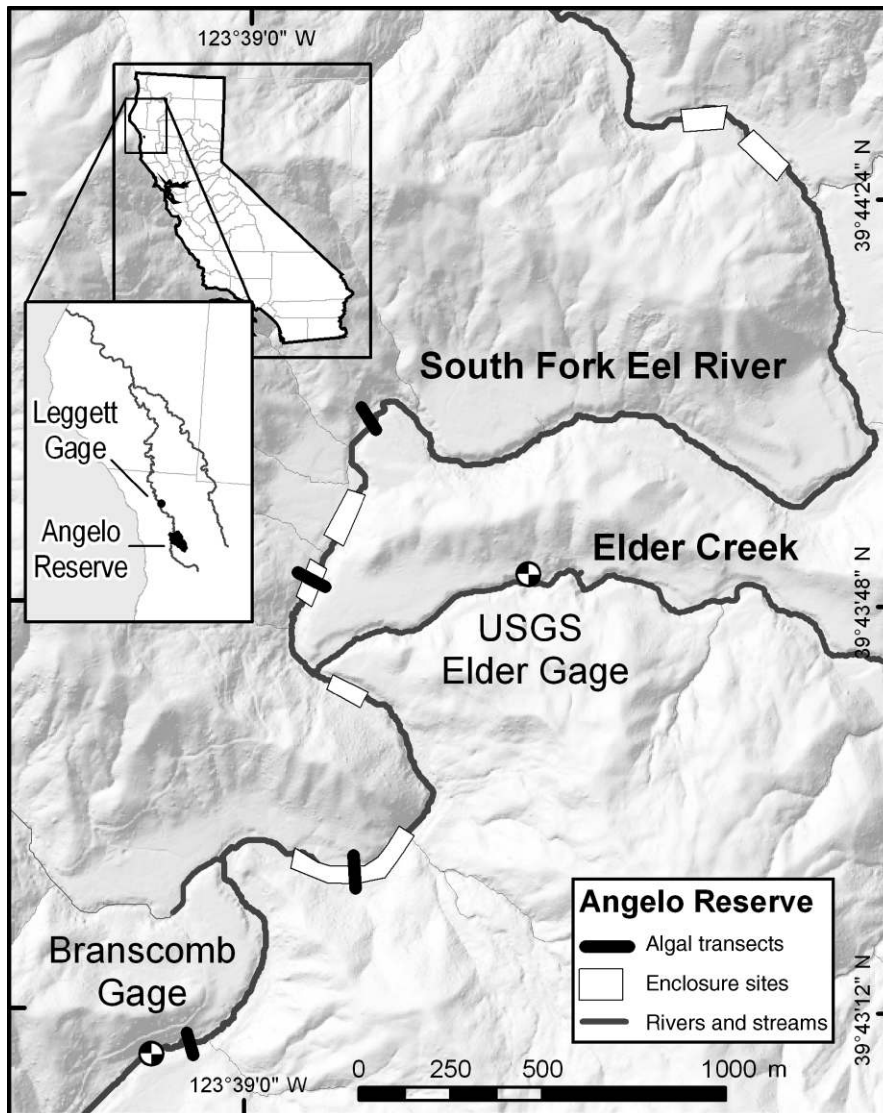 123°39'0" W
39°44'24" N
South Fork Eel River
Leggett
Gage
Angelo
Reserve
Elder Creek
USGS
Elder Gage
39°43'48" N
Branscomb
Gage
Angelo Reserve
Algal transects
Enclosure sites
Rivers and streams
39°43'12" N
123°39'0" W
0 250 500 1000 m